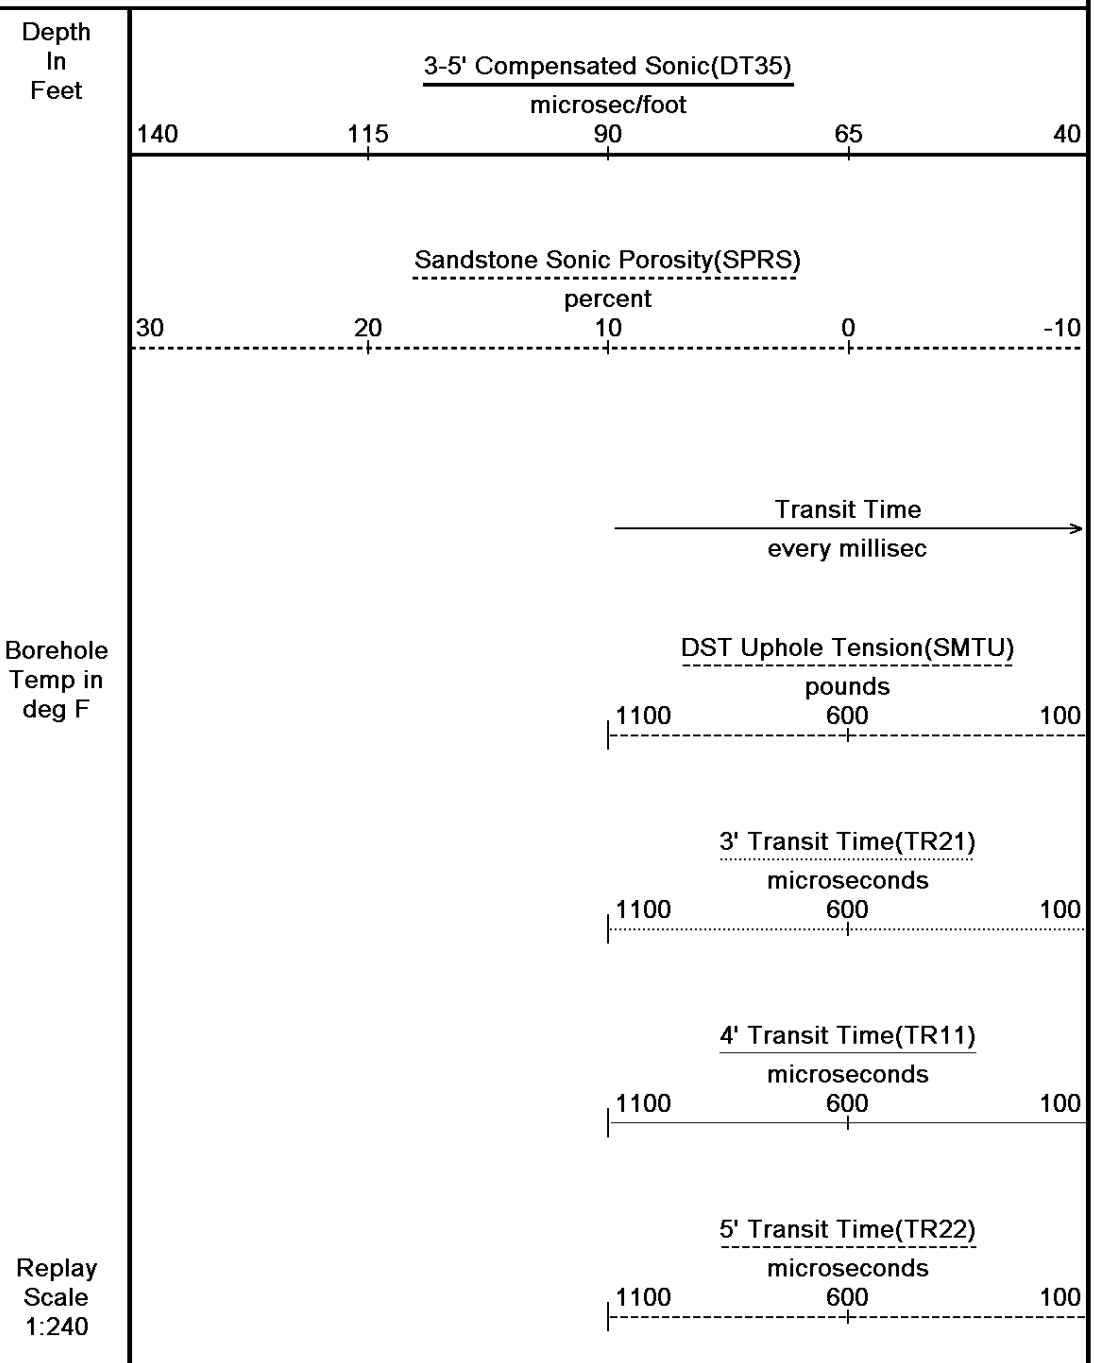 Depth
In
Feet
3-5' Compensated Sonic(DT35)
microsec/foot
140 115 90 65 40
Sandstone Sonic Porosity(SPRS)
percent
30 20 10 0 -10
Transit Time
every millisec
Borehole
Temp in
deg F
DST Uphole Tension(SMTU)
pounds
1100 600 100
3' Transit Time(TR21)
microseconds
1100 600 100
4' Transit Time(TR11)
microseconds
1100 600 100
5' Transit Time(TR22)
microseconds
1100 600 100
Replay
Scale
1:240